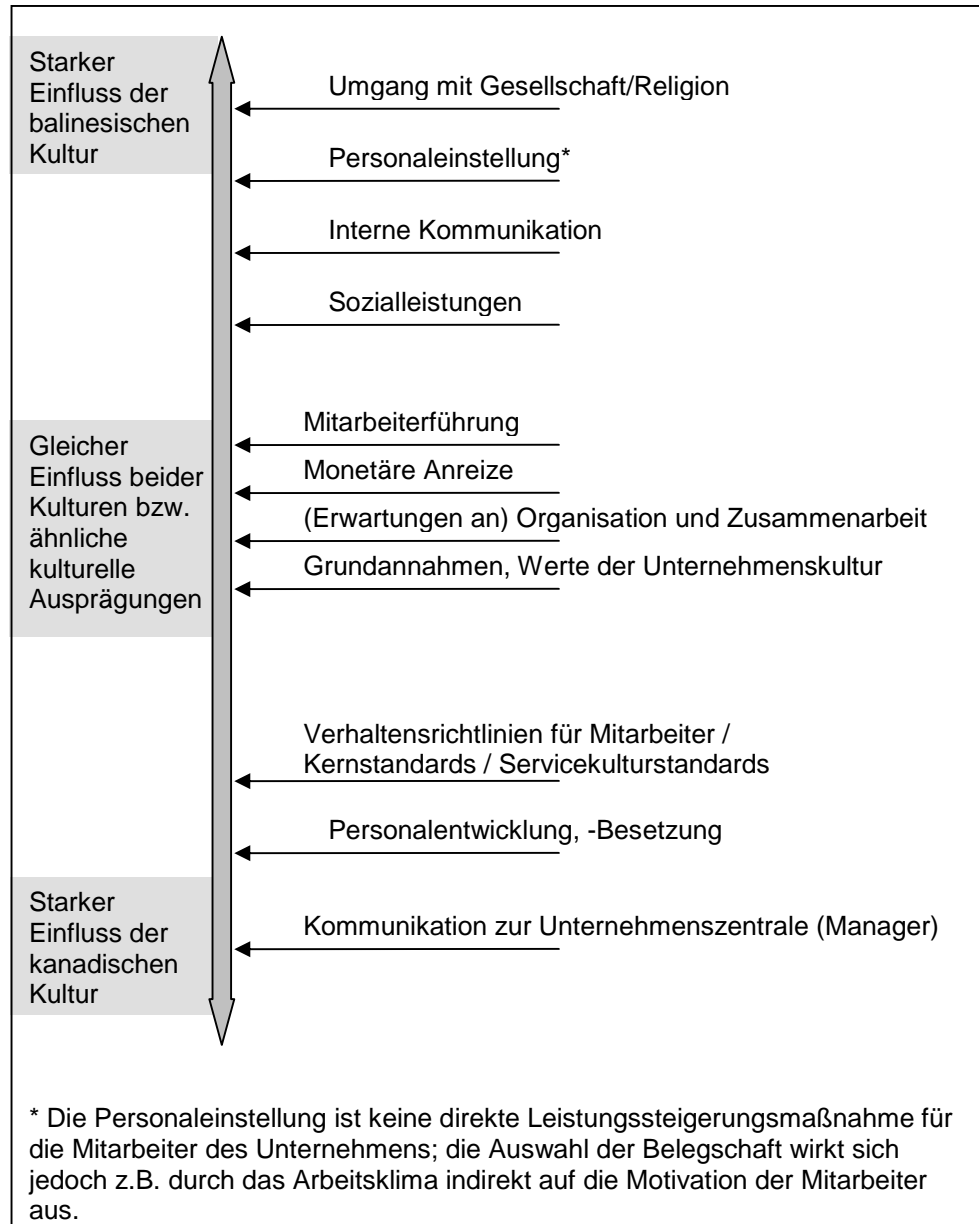 Starker
Einfluss der
balinesischen
Kultur
Umgang mit Gesellschaft/Religion
Personaleinstellung*
Interne Kommunikation
Sozialleistungen
Gleicher
Einfluss beider
Kulturen bzw.
ähnliche
kulturelle
Ausprägungen
Mitarbeiterführung
Monetäre Anreize
(Erwartungen an) Organisation und Zusammenarbeit
Grundannahmen, Werte der Unternehmenskultur
Verhaltensrichtlinien für Mitarbeiter /
Kernstandards / Servicekulturstandards
Personalentwicklung, -Besetzung
Starker
Einfluss der
kanadischen
Kultur
Kommunikation zur Unternehmenszentrale (Manager)
* Die Personaleinstellung ist keine direkte Leistungssteigerungsmaßnahme für
die Mitarbeiter des Unternehmens; die Auswahl der Belegschaft wirkt sich
jedoch z.B. durch das Arbeitsklima indirekt auf die Motivation der Mitarbeiter
aus.